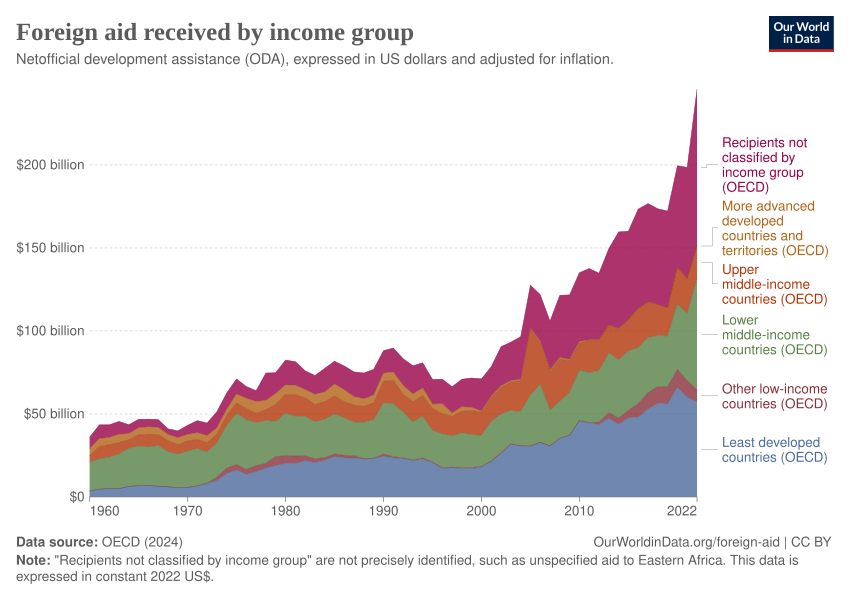 Foreign aid received by income group
Our World
in Data
Netofficial development assistance (ODA), expressed in US dollars and adjusted for inflation.
$200 billion
$150 billion
$100 billion
$50 billion
$0
1960
1970
1980
1990
2000
2010
2022
Recipients not
classified by
income group
(OECD)
More advanced
developed
countries and
territories (OECD)
Upper
middle-income
countries (OECD)
Lower
middle-income
countries (OECD)
Other low-income
countries (OECD)
Least developed
countries (OECD)
Data source: OECD (2024)
OurWorldinData.org/foreign-aid | CC BY
Note: "Recipients not classified by income group" are not precisely identified, such as unspecified aid to Eastern Africa. This data is
expressed in constant 2022 US$.